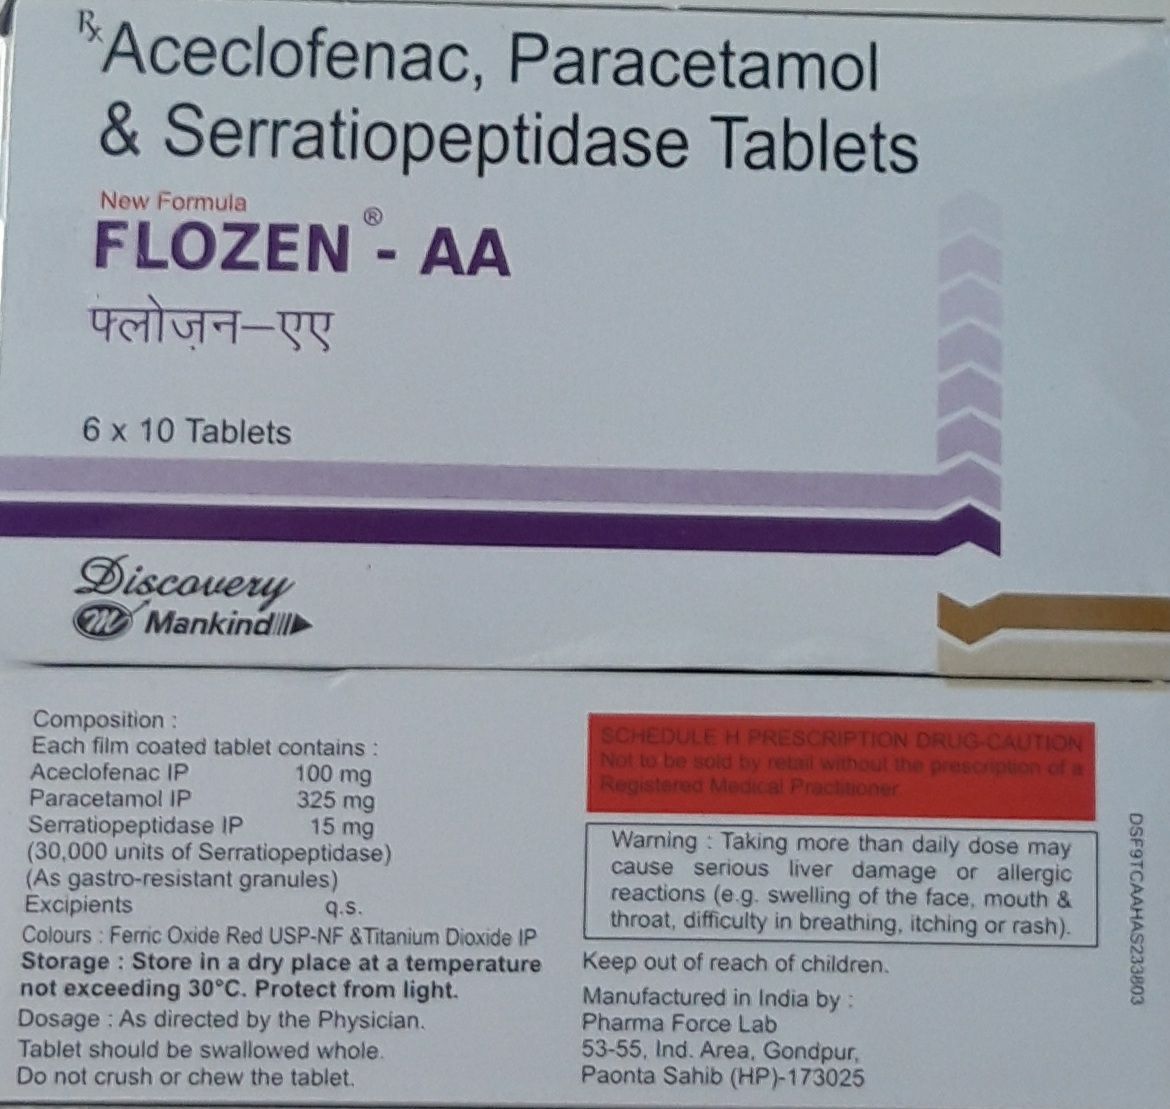 Rx Aceclofenac, Paracetamol
& Serratiopeptidase Tablets
New Formula
FLOZEN® - AA
फ्लोज़न–एए
6 x 10 Tablets
Discovery
M Mankind
Composition :
Each film coated tablet contains :
Aceclofenac IP 100 mg
Paracetamol IP 325 mg
Serratiopeptidase IP 15 mg
(30,000 units of Serratiopeptidase)
(As gastro-resistant granules)
Excipients q.s.
Colours : Ferric Oxide Red USP-NF &Titanium Dioxide IP
Storage : Store in a dry place at a temperature
not exceeding 30°C. Protect from light.
Dosage : As directed by the Physician.
Tablet should be swallowed whole.
Do not crush or chew the tablet.
SCHEDULE H PRESCRIPTION DRUG-CAUTION
Not to be sold by retail without the prescription of a
Registered Medical Practitioner
Warning : Taking more than daily dose may
cause serious liver damage or allergic
reactions (e.g. swelling of the face, mouth &
throat, difficulty in breathing, itching or rash).
Keep out of reach of children.
Manufactured in India by :
Pharma Force Lab
53-55, Ind. Area, Gondpur,
Paonta Sahib (HP)-173025
DSF9TCAAHAS233803